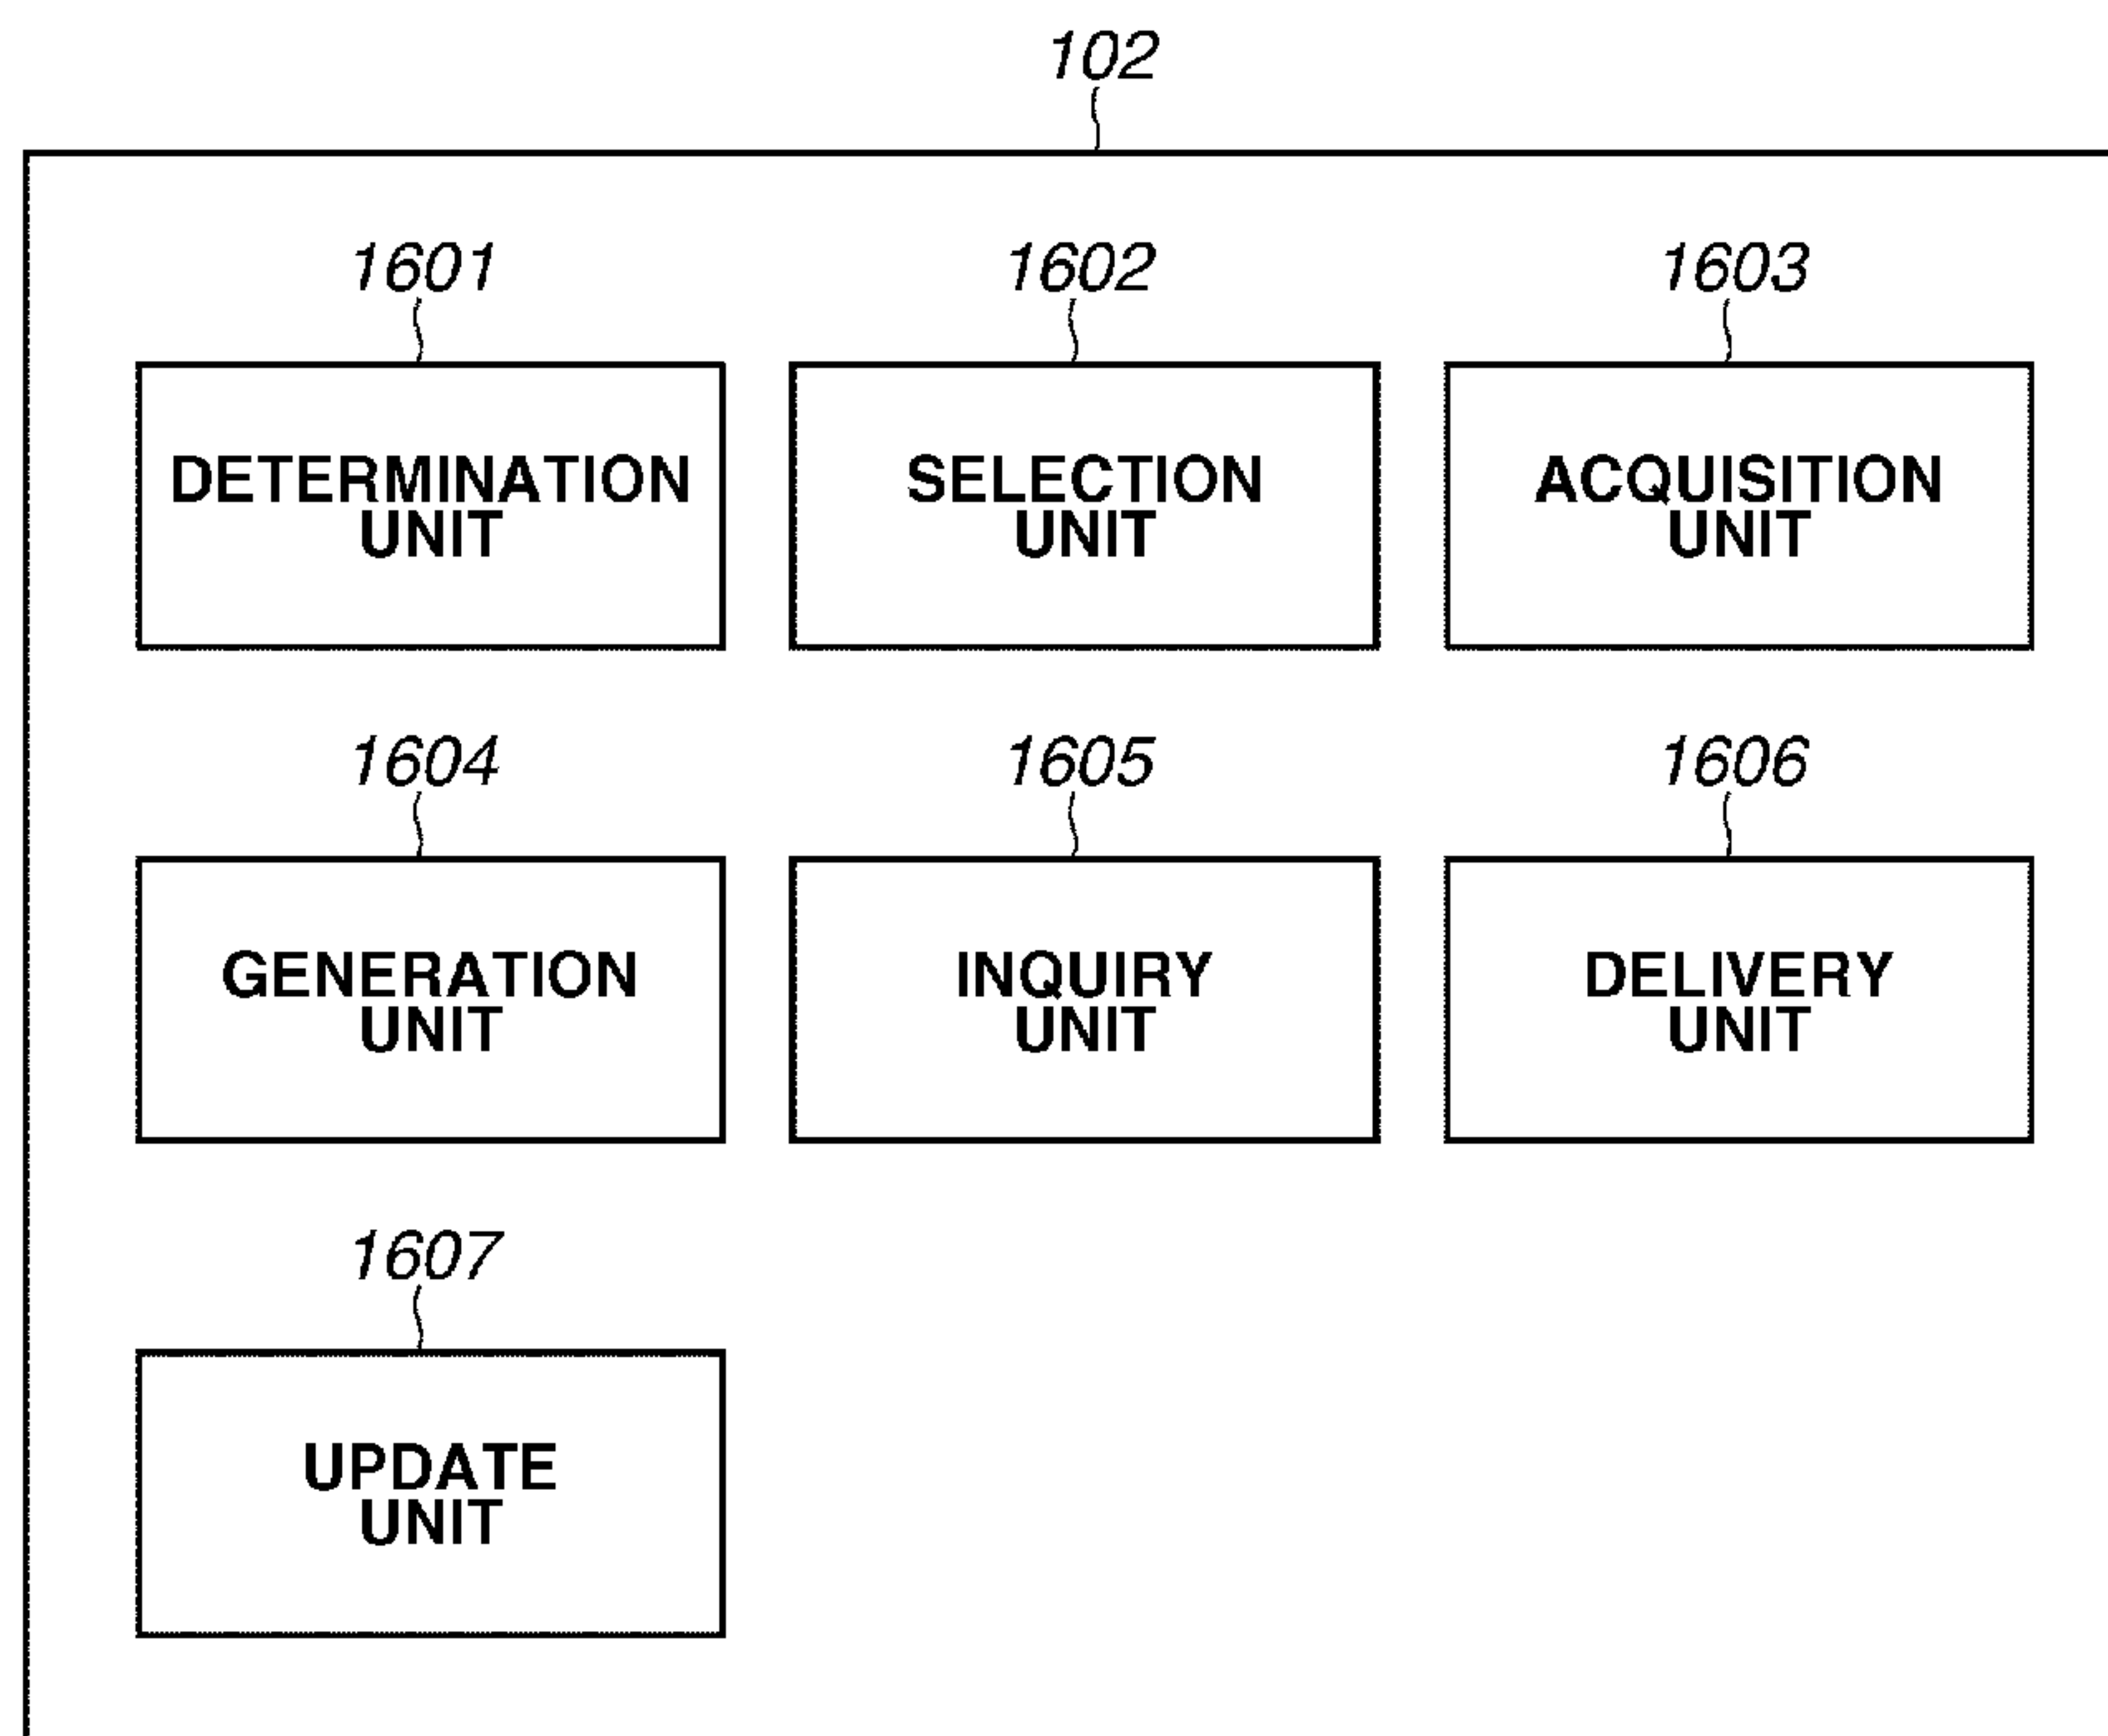 102
1601
1602
1603
DETERMINATION
UNIT
SELECTION
UNIT
ACQUISITION
UNIT
1604
1605
1606
GENERATION
UNIT
INQUIRY
UNIT
DELIVERY
UNIT
1607
UPDATE
UNIT